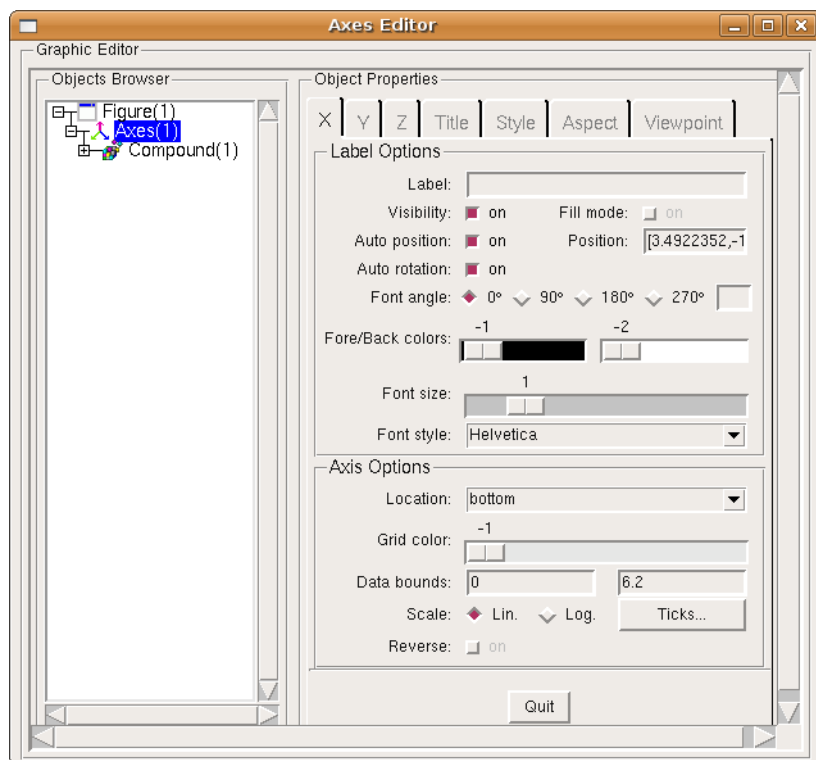 Axes Editor
Graphic Editor
Objects Browser
Figure(1)
Axes(1)
Compound(1)
Object Properties
X Y Z Title Style Aspect Viewpoint
Label Options
Label:
Visibility: on Fill mode: on
Auto position: on Position: [3.4922352,-1
Auto rotation: on
Font angle: 0° 90° 180° 270°
-1 -2
Fore/Back colors:
1
Font size:
Font style: Helvetica
Axis Options
Location: bottom
-1
Grid color:
Data bounds: 0 6.2
Scale: Lin. Log. Ticks...
Reverse: on
Quit